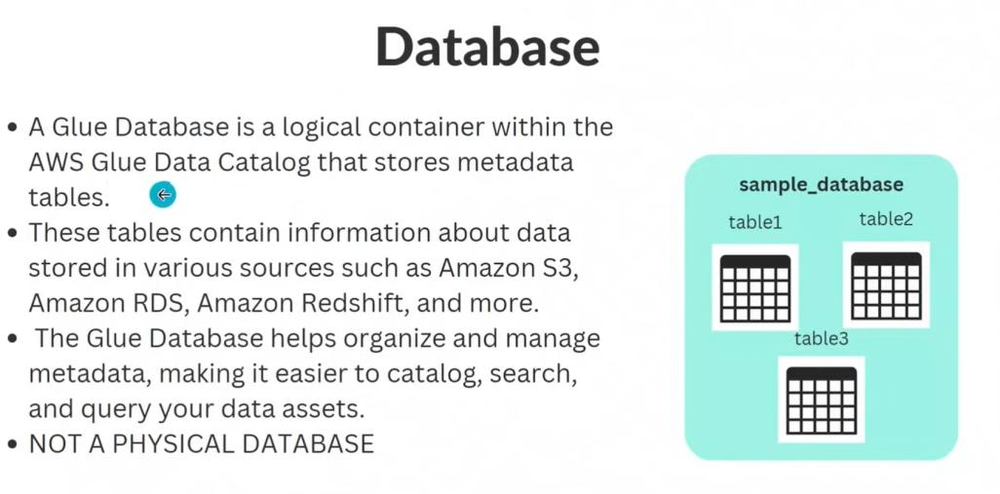 Database
• A Glue Database is a logical container within the
AWS Glue Data Catalog that stores metadata
tables.
• These tables contain information about data
stored in various sources such as Amazon S3,
Amazon RDS, Amazon Redshift, and more.
• The Glue Database helps organize and manage
metadata, making it easier to catalog, search,
and query your data assets.
• NOT A PHYSICAL DATABASE
sample_database
table1
table2
table3